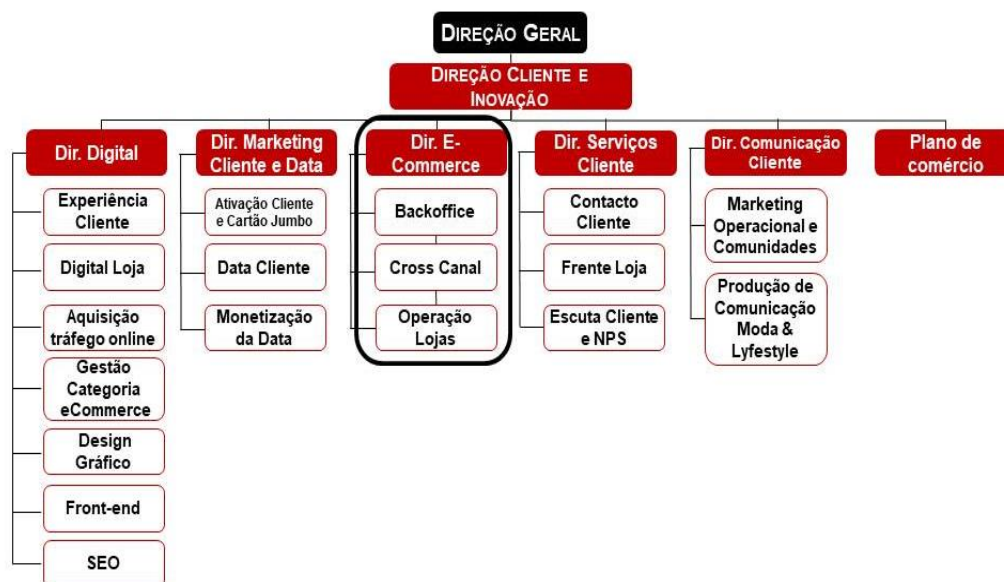 DIREÇÃO GERAL
DIREÇÃO CLIENTE E
INOVAÇÃO
Dir. Digital
Experiência
Cliente
Digital Loja
Aquisição
tráfego online
Gestão
Categoria
eCommerce
Design
Gráfico
Front-end
SEO
Dir. Marketing
Cliente e Data
Ativação Cliente
e Cartão Jumbo
Data Cliente
Monetização
da Data
Dir. E-
Commerce
Backoffice
Cross Canal
Operação
Lojas
Dir. Serviços
Cliente
Contacto
Cliente
Frente Loja
Escuta Cliente
e NPS
Dir. Comunicação
Cliente
Marketing
Operacional e
Comunidades
Produção de
Comunicação
Moda &
Lyfestyle
Plano de
comércio